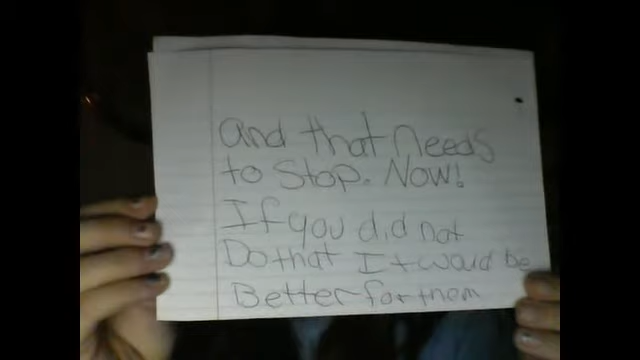 and that needs
to Stop. Now!
If you did not
Do that It would be
Better for them